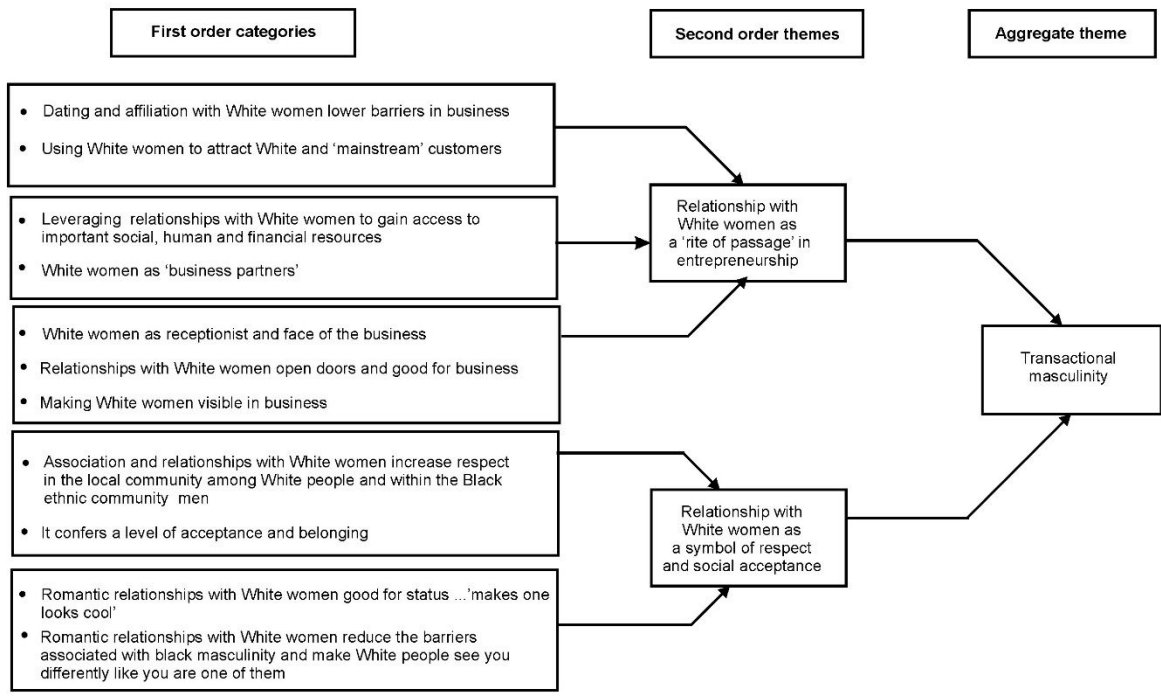 First order categories
Second order themes
Aggregate theme
• Dating and affiliation with White women lower barriers in business
• Using White women to attract White and ‘mainstream’ customers
• Leveraging relationships with White women to gain access to
important social, human and financial resources
• White women as ‘business partners’
• White women as receptionist and face of the business
• Relationships with White women open doors and good for business
• Making White women visible in business
• Association and relationships with White women increase respect
in the local community among White people and within the Black
ethnic community men
• It confers a level of acceptance and belonging
• Romantic relationships with White women good for status ...’makes one
looks cool’
• Romantic relationships with White women reduce the barriers
associated with black masculinity and make White people see you
differently like you are one of them
Relationship with
White women as
a ‘rite of passage’ in
entrepreneurship
Relationship with
White women as
a symbol of respect
and social acceptance
Transactional
masculinity